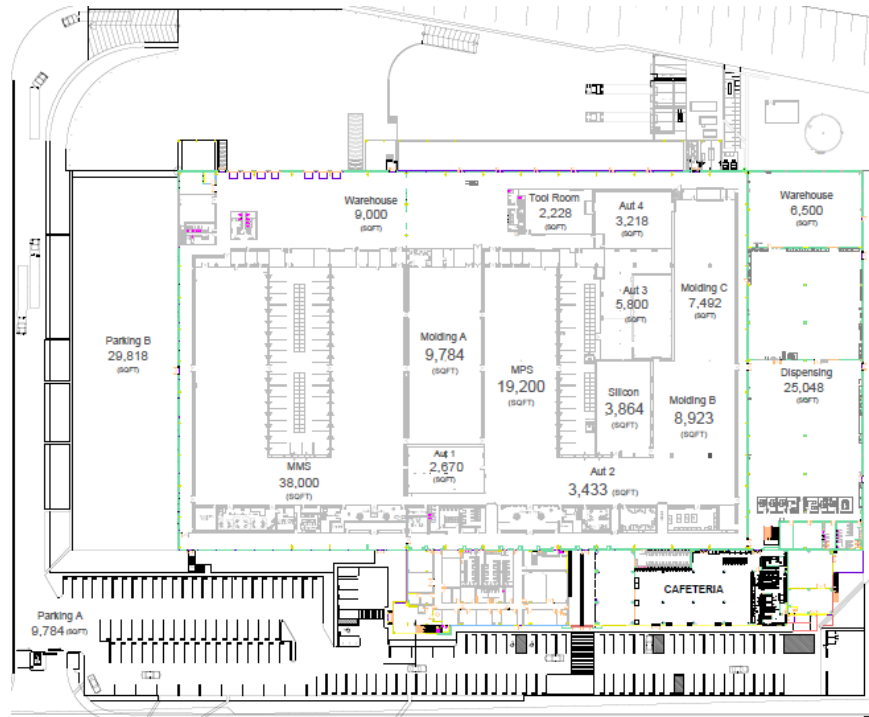 Warehouse
9,000
(SQFT)
Tool Room
2,228
(SQFT)
Aut 4
3,218
(SQFT)
Warehouse
6,500
(SQFT)
Aut 3
5,800
(SQFT)
Molding C
7,492
(SQFT)
Parking B
29,818
(SQFT)
Molding A
9,784
(SQFT)
MPS
19,200
(SQFT)
Silicon
3,864
(SQFT)
Molding B
8,923
(SQFT)
Dispensing
25,048
(SQFT)
Aut 1
2,670
(SQFT)
MMS
38,000
(SQFT)
Aut 2
3,433 (SQFT)
CAFETERIA
Parking A
9,784 (SQFT)